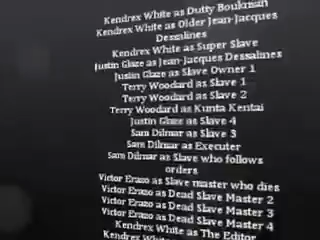 Kendrex White as Dutty Boukman
Kendrex White as Older Jean-Jacques
Dessalines
Kendrex White as Super Slave
Justin Glaze as Jean-Jacques Dessalines
Justin Glaze as Slave Owner 1
Terry Woodard as Slave 1
Terry Woodard as Slave 2
Terry Woodard as Kunta Kentai
Justin Glaze as Slave 4
Sam Dilmar as Slave 3
Sam Dilmar as Executer
Sam Dilmar as Slave who follows
orders
Victor Erazo as Slave master who dies
Victor Erazo as Dead Slave Master 2
Victor Erazo as Dead Slave Master 3
Victor Erazo as Dead Slave Master 4
Kendrex White as The Editor
Kendrex White as